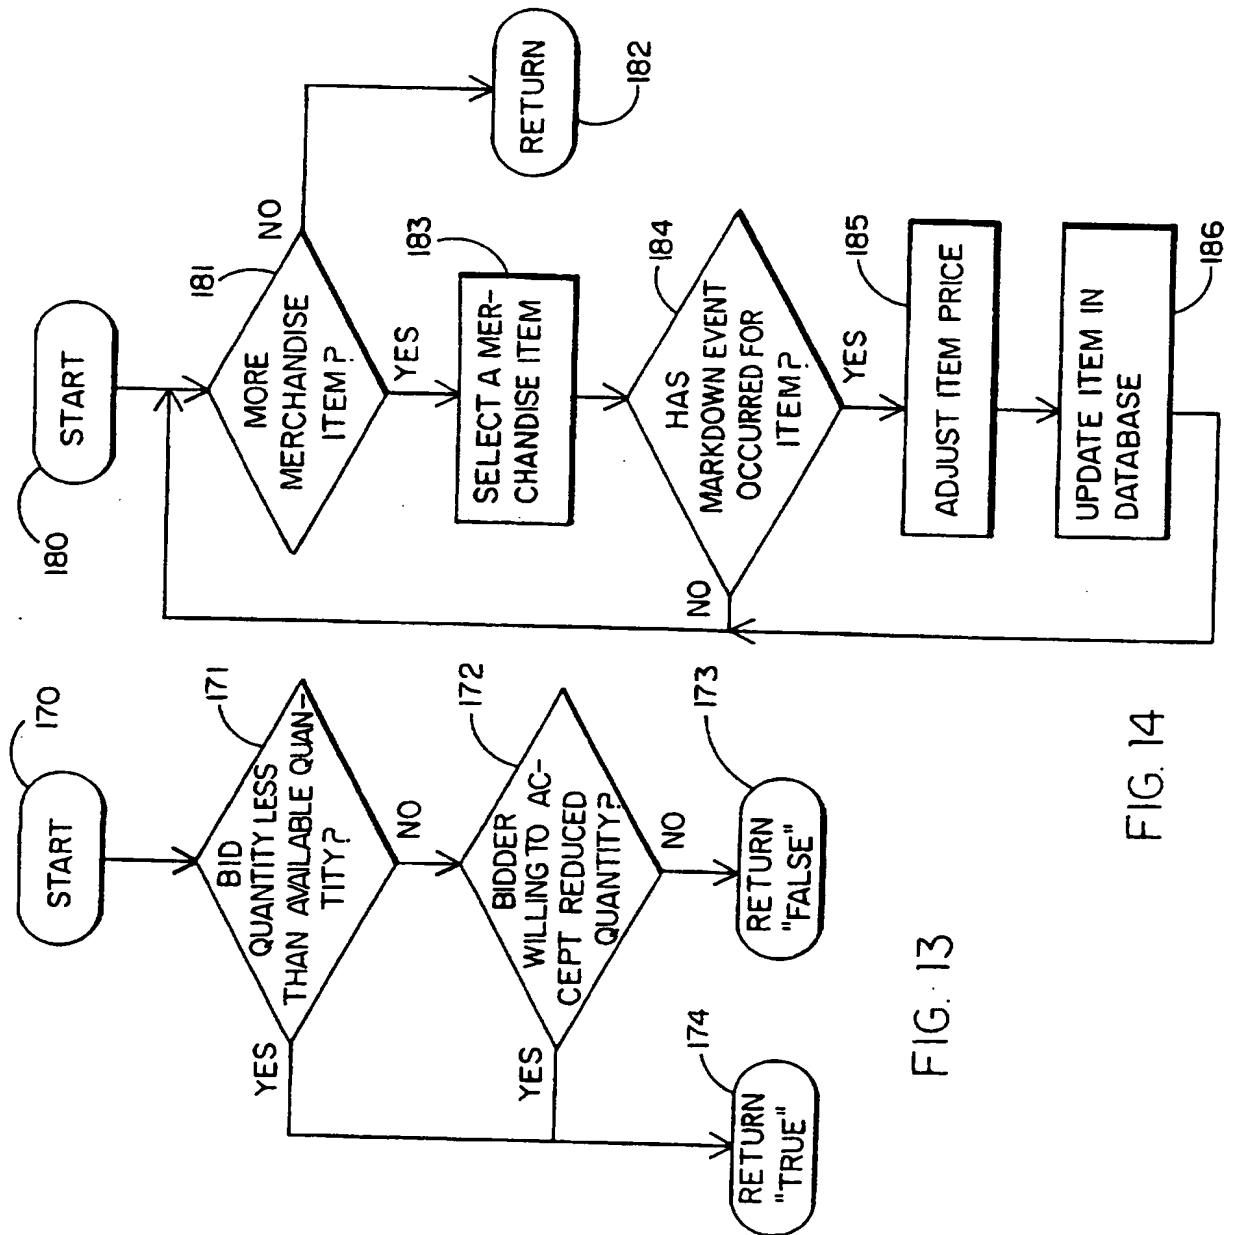 START
170
BID
QUANTITY LESS
THAN AVAILABLE QUAN-
TITY?
171
YES
NO
BIDDER
WILLING TO AC-
CEPT REDUCED
QUANTITY?
172
YES
NO
RETURN
"TRUE"
174
RETURN
"FALSE"
173
FIG. 13
START
180
MORE
MERCHANDISE
ITEM?
181
NO
YES
RETURN
182
SELECT A MER-
CHANDISE ITEM
183
HAS
MARKDOWN EVENT
OCCURRED FOR
ITEM?
184
NO
YES
ADJUST ITEM PRICE
185
UPDATE ITEM IN
DATABASE
186
FIG. 14